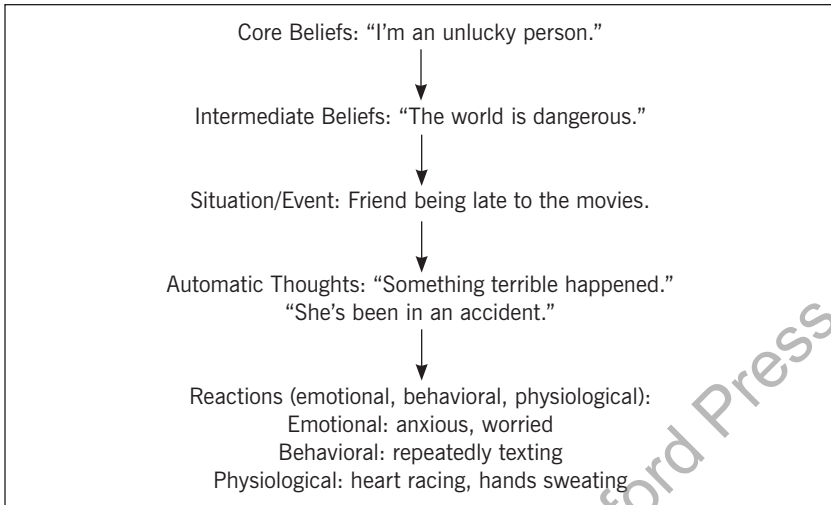 Core Beliefs: “I’m an unlucky person.”
Intermediate Beliefs: “The world is dangerous.”
Situation/Event: Friend being late to the movies.
Automatic Thoughts: “Something terrible happened.”
“She’s been in an accident.”
Reactions (emotional, behavioral, physiological):
Emotional: anxious, worried
Behavioral: repeatedly texting
Physiological: heart racing, hands sweating
ford Press